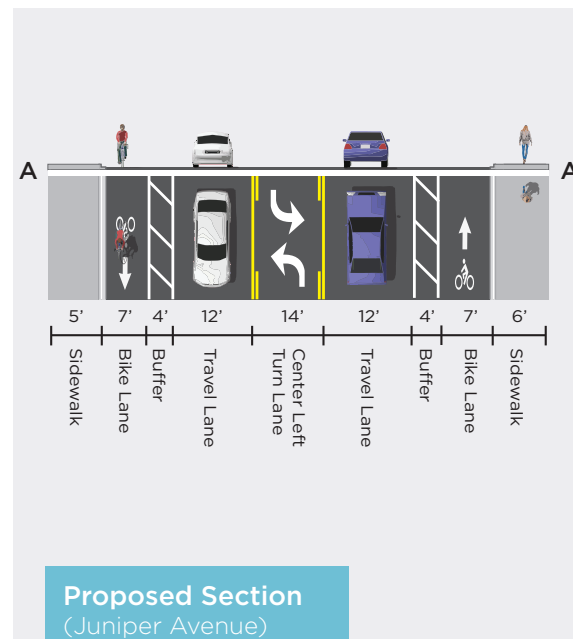 A A
5’ 7’ 4’ 12’ 14’ 12’ 4’ 7’ 6’
Sidewalk
Bike Lane
Buffer
Travel Lane
Center Left
Turn Lane
Travel Lane
Buffer
Bike Lane
Sidewalk
Proposed Section
(Juniper Avenue)